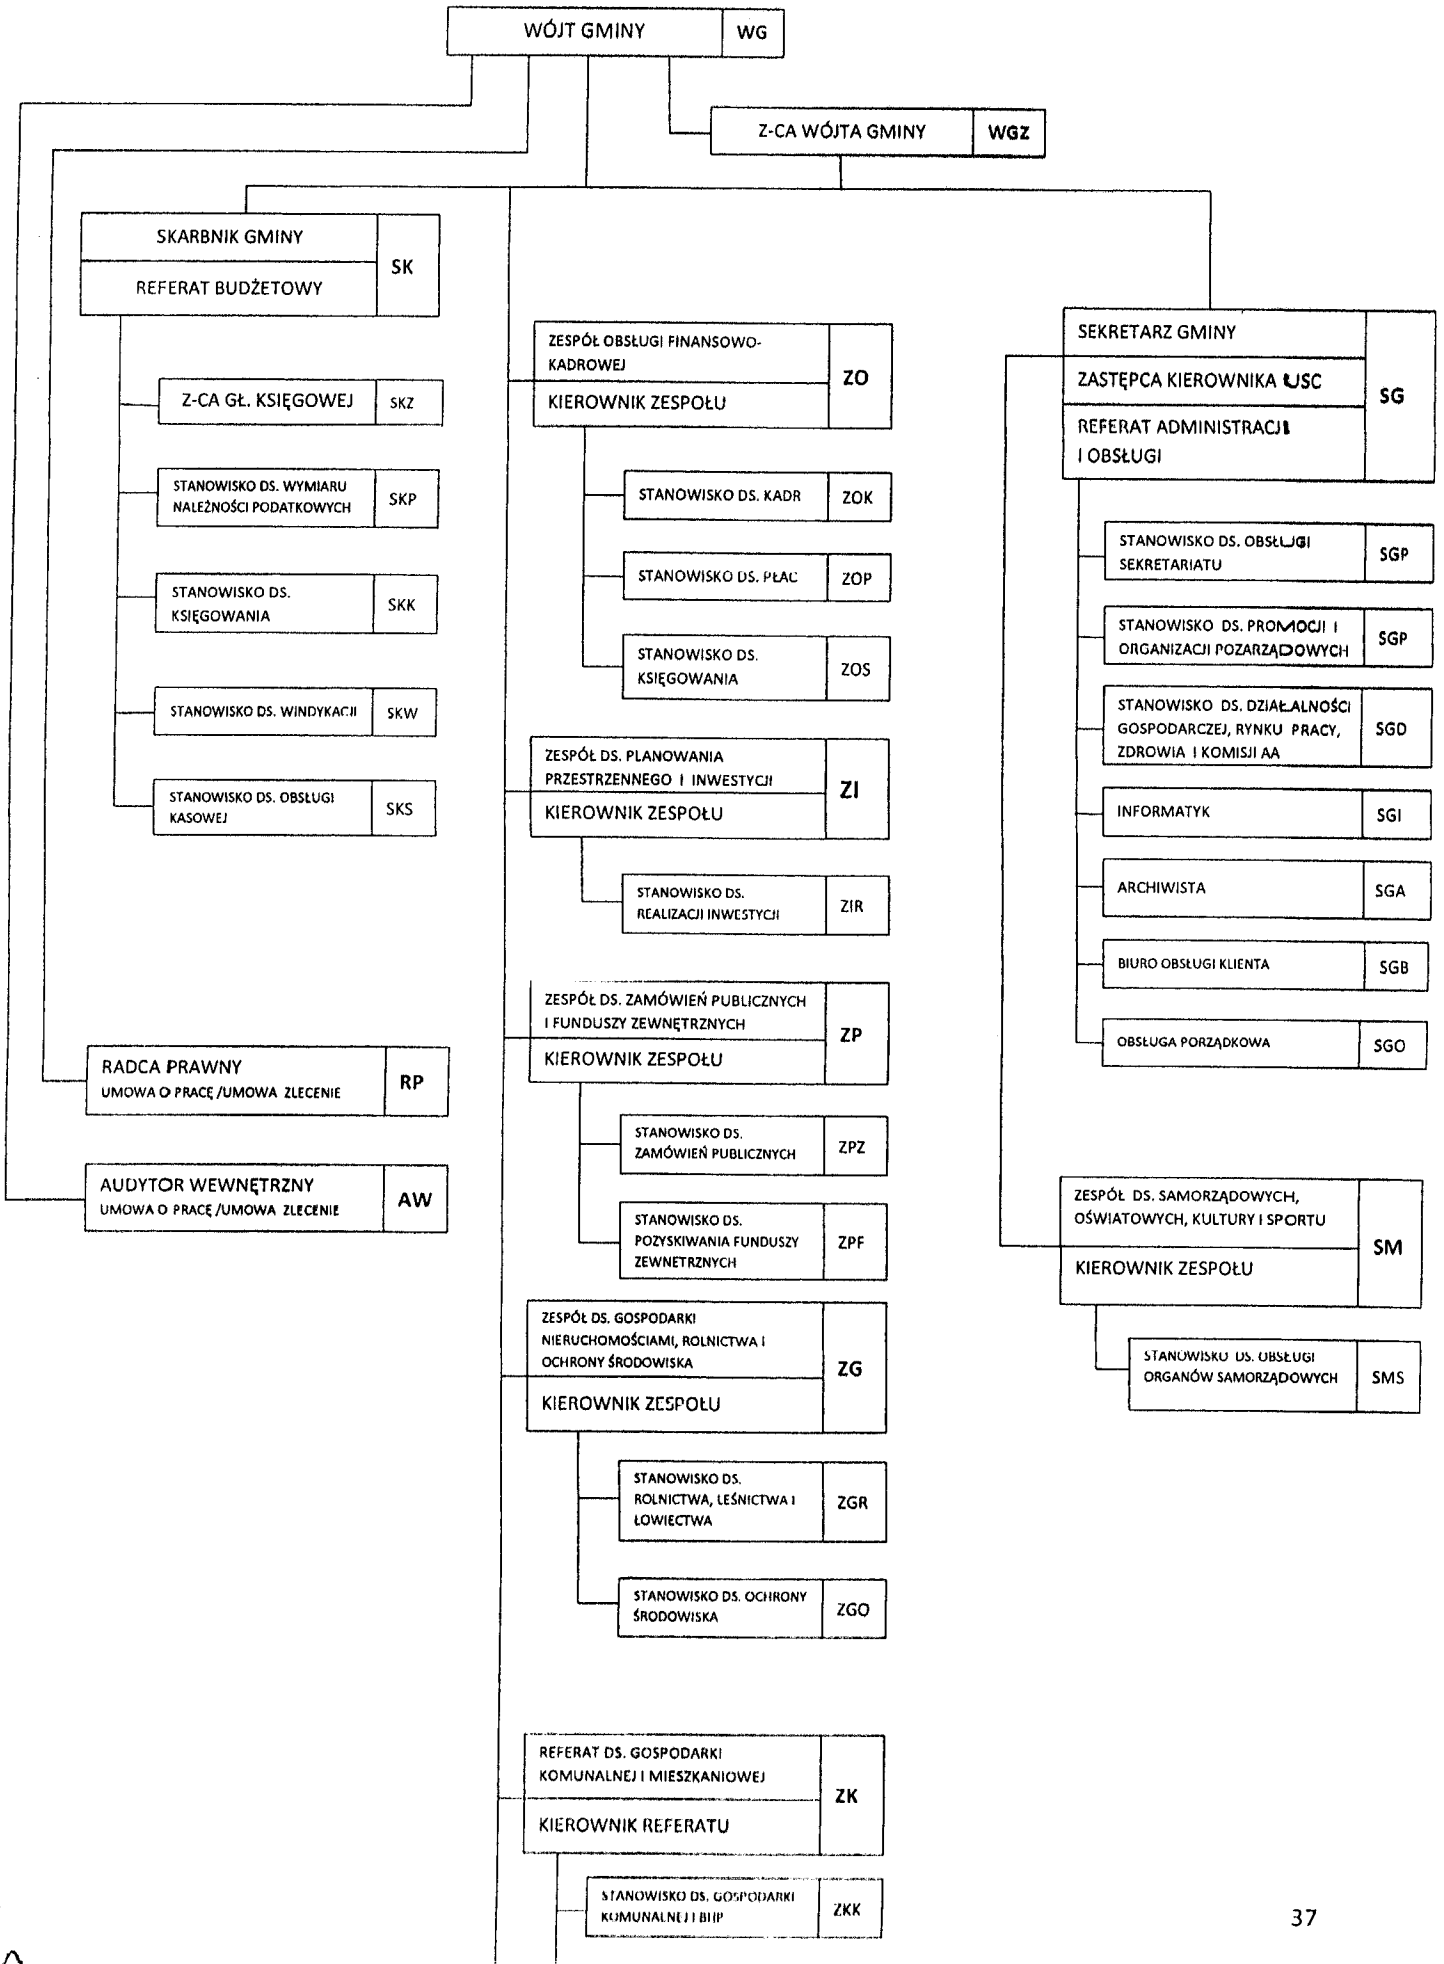 WÓJT GMINY WG
Z-CA WÓJTA GMINY WGZ
SKARBNIK GMINY
REFERAT BUDŻETOWY
SK
Z-CA GŁ. KSIĘGOWEJ SKZ
STANOWISKO DS. WYMIARU
NALEŻNOŚCI PODATKOWYCH
SKP
STANOWISKO DS.
KSIĘGOWANIA
SKK
STANOWISKO DS. WINDYKACJI SKW
STANOWISKO DS. OBSŁUGI
KASOWEJ
SKS
RADCA PRAWNY
UMOWA O PRACĘ /UMOWA ZLECENIE
RP
AUDYTOR WEWNĘTRZNY
UMOWA O PRACĘ /UMOWA ZLECENIE
AW
ZESPÓŁ OBSŁUGI FINANSOWO-
KADROWEJ
KIEROWNIK ZESPOŁU
ZO
STANOWISKO DS. KADR ZOK
STANOWISKO DS. PŁAC ZOP
STANOWISKO DS.
KSIĘGOWANIA
ZOS
ZESPÓŁ DS. PLANOWANIA
PRZESTRZENNEGO I INWESTYCJI
KIEROWNIK ZESPOŁU
ZI
STANOWISKO DS.
REALIZACJI INWESTYCJI
ZIR
ZESPÓŁ DS. ZAMÓWIEŃ PUBLICZNYCH
I FUNDUSZY ZEWNĘTRZNYCH
KIEROWNIK ZESPOŁU
ZP
STANOWISKO DS.
ZAMÓWIEŃ PUBLICZNYCH
ZPZ
STANOWISKO DS.
POZYSKIWANIA FUNDUSZY
ZEWNETRZNYCH
ZPF
ZESPÓŁ DS. GOSPODARKI
NIERUCHOMOŚCIAMI, ROLNICTWA I
OCHRONY ŚRODOWISKA
KIEROWNIK ZESPOŁU
ZG
STANOWISKO DS.
ROLNICTWA, LEŚNICTWA I
ŁOWIECTWA
ZGR
STANOWISKO DS. OCHRONY
ŚRODOWISKA
ZGO
REFERAT DS. GOSPODARKI
KOMUNALNEJ I MIESZKANIOWEJ
KIEROWNIK REFERATU
ZK
STANOWISKO DS. GOSPODARKI
KOMUNALNEJ I BHP
ZKK
SEKRETARZ GMINY
ZASTĘPCA KIEROWNIKA USC
REFERAT ADMINISTRACJI
I OBSŁUGI
SG
STANOWISKO DS. OBSŁUGI
SEKRETARIATU
SGP
STANOWISKO DS. PROMOCJI I
ORGANIZACJI POZARZĄDOWYCH
SGP
STANOWISKO DS. DZIAŁALNOŚCI
GOSPODARCZEJ, RYNKU PRACY,
ZDROWIA I KOMISJI AA
SGD
INFORMATYK SGI
ARCHIWISTA SGA
BIURO OBSŁUGI KLIENTA SGB
OBSŁUGA PORZĄDKOWA SGO
ZESPÓŁ DS. SAMORZĄDOWYCH,
OŚWIATOWYCH, KULTURY I SPORTU
KIEROWNIK ZESPOŁU
SM
STANOWISKO DS. OBSŁUGI
ORGANÓW SAMORZĄDOWYCH
SMS
37